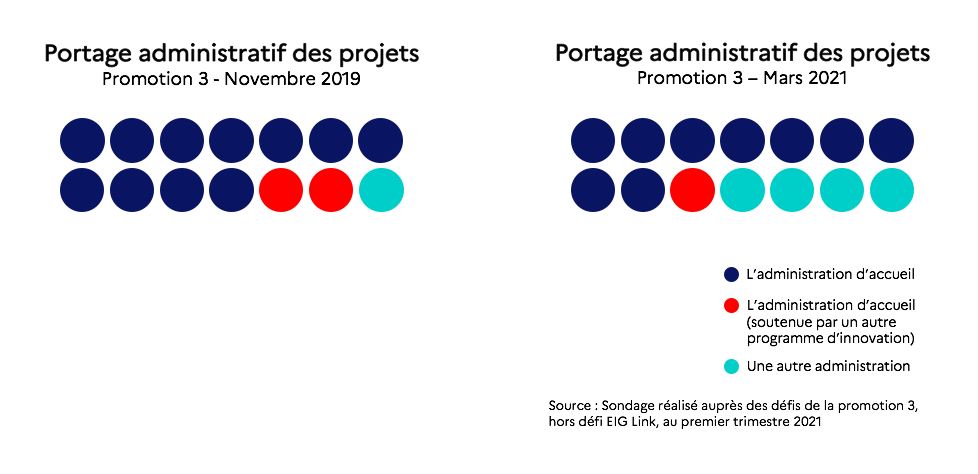 Portage administratif des projets
Promotion 3 - Novembre 2019
Portage administratif des projets
Promotion 3 – Mars 2021
L’administration d’accueil
L’administration d’accueil
(soutenue par un autre
programme d’innovation)
Une autre administration
Source : Sondage réalisé auprès des défis de la promotion 3,
hors défi EIG Link, au premier trimestre 2021